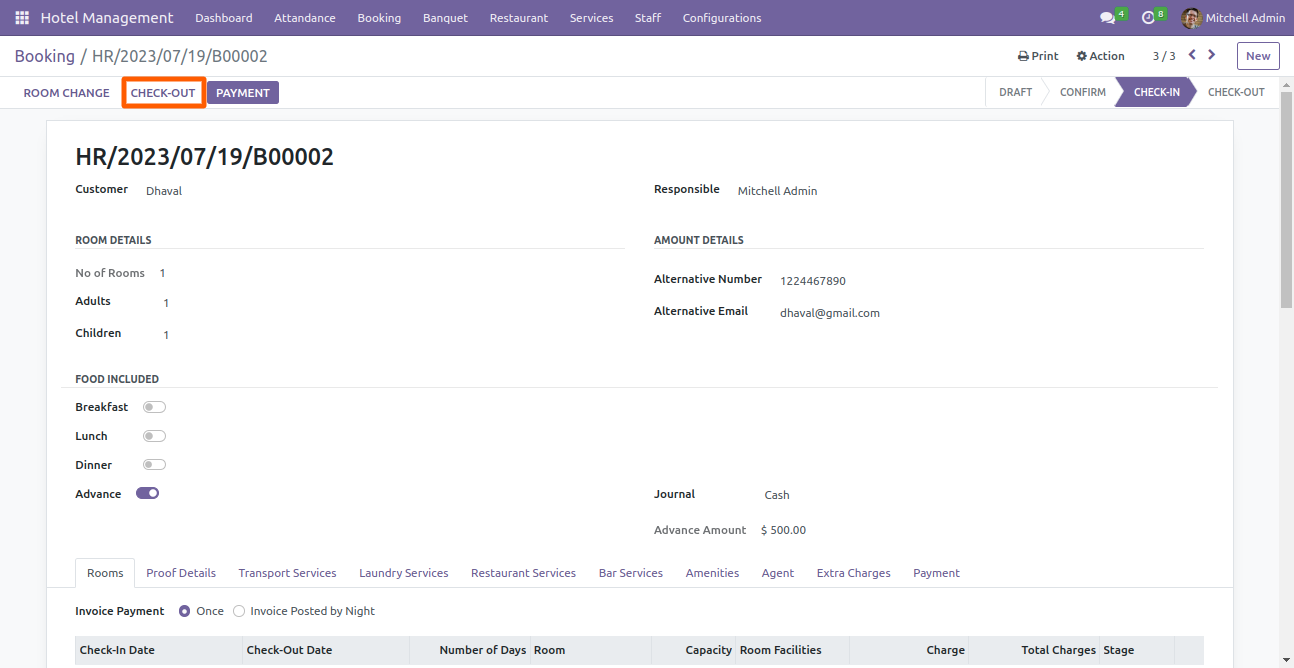 Hotel Management Dashboard Attendance Booking Banquet Restaurant Services Staff Configurations 4 8 Mitchell Admin
Booking / HR/2023/07/19/B00002 Print Action 3 / 3 New
ROOM CHANGE CHECK-OUT PAYMENT DRAFT CONFIRM CHECK-IN CHECK-OUT
HR/2023/07/19/B00002
Customer Dhaval Responsible Mitchell Admin
ROOM DETAILS AMOUNT DETAILS
No of Rooms 1
Alternative Number 1224467890
Adults 1
Alternative Email dhaval@gmail.com
Children 1
FOOD INCLUDED
Breakfast
Lunch
Dinner
Advance Journal Cash
Advance Amount $ 500.00
Rooms Proof Details Transport Services Laundry Services Restaurant Services Bar Services Amenities Agent Extra Charges Payment
Invoice Payment Once Invoice Posted by Night
Check-In Date Check-Out Date Number of Days Room Capacity Room Facilities Charge Total Charges Stage